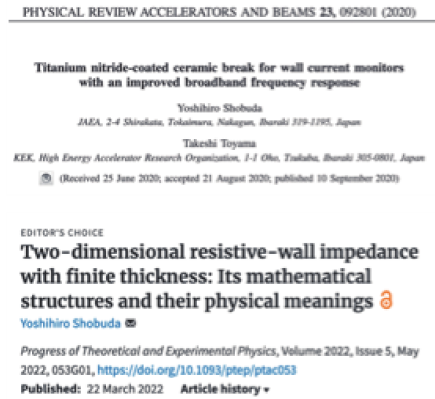 PHYSICAL REVIEW ACCELERATORS AND BEAMS 23, 092801 (2020)
Titanium nitride-coated ceramic break for wall current monitors
with an improved broadband frequency response
Yoshihiro Shobuda
JAEA, 2-4 Shirakata, Tokaimura, Nakagun, Ibaraki 319-1195, Japan
Takeshi Toyama
KEK, High Energy Accelerator Research Organization, 1-1 Oho, Tsukuba, Ibaraki 305-0801, Japan
(Received 25 June 2020; accepted 21 August 2020; published 10 September 2020)
EDITOR'S CHOICE
Two-dimensional resistive-wall impedance
with finite thickness: Its mathematical
structures and their physical meanings
Yoshihiro Shobuda
Progress of Theoretical and Experimental Physics, Volume 2022, Issue 5, May
2022, 053G01, https://doi.org/10.1093/ptep/ptac053
Published: 22 March 2022 Article history